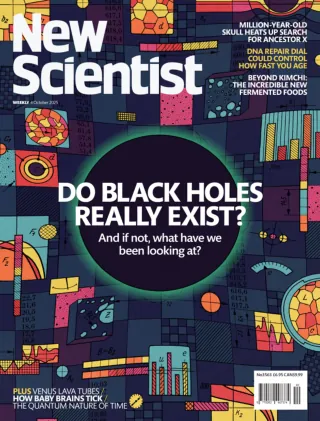 New
Scientist
WEEKLY 4 October 2025
MILLION-YEAR-OLD
SKULL HEATS UP SEARCH
FOR ANCESTOR X
DNA REPAIR DIAL
COULD CONTROL
HOW FAST YOU AGE
BEYOND KIMCHI:
THE INCREDIBLE NEW
FERMENTED FOODS
DO BLACK HOLES
REALLY EXIST?
And if not, what have we
been looking at?
PLUS VENUS LAVA TUBES /
HOW BABY BRAINS TICK /
THE QUANTUM NATURE OF TIME